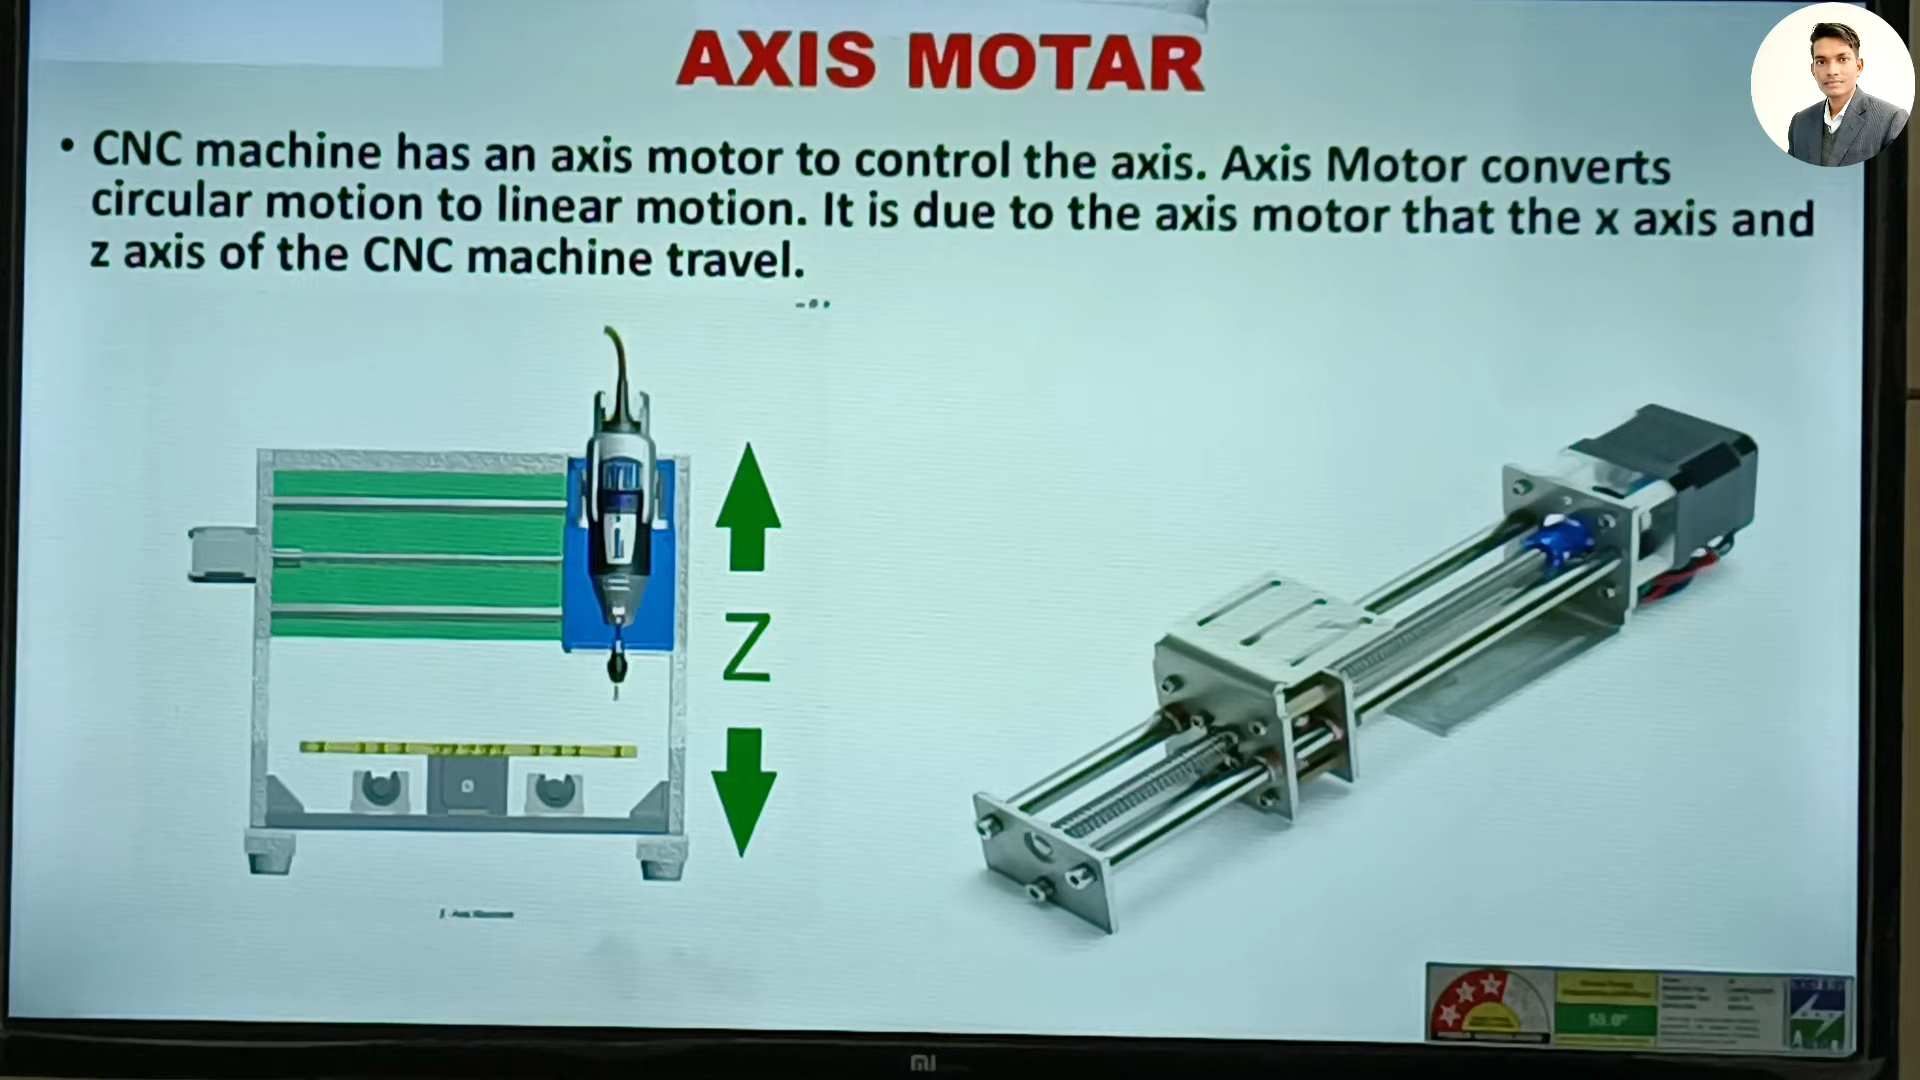 AXIS MOTAR
• CNC machine has an axis motor to control the axis. Axis Motor converts
circular motion to linear motion. It is due to the axis motor that the x axis and
z axis of the CNC machine travel.
Z
mi